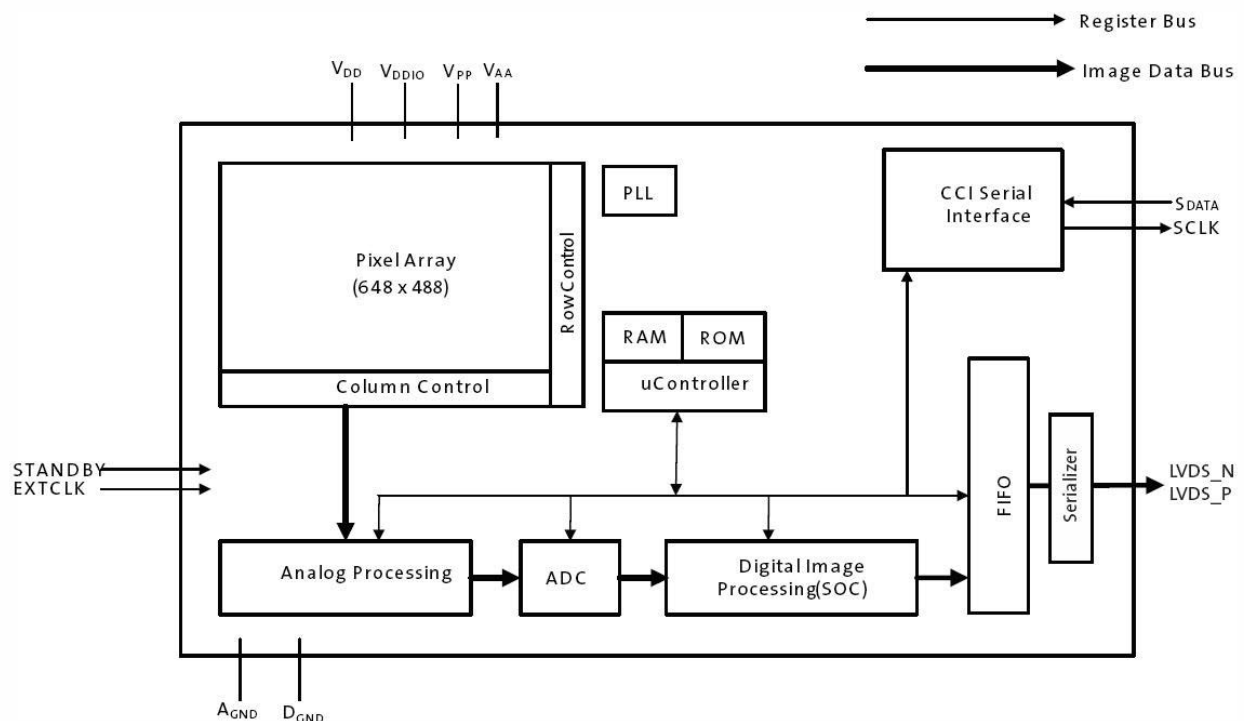 Register Bus
Image Data Bus
VDD VDDIO VPP VAA
Pixel Array
(648 x 488)
RowControl
Column Control
PLL
CCI Serial
Interface
SDATA
SCLK
RAM ROM
uController
STANDBY
EXTCLK
FIFO
Serializer
LVDS_N
LVDS_P
Analog Processing
ADC
Digital Image
Processing(SOC)
AGND DGND